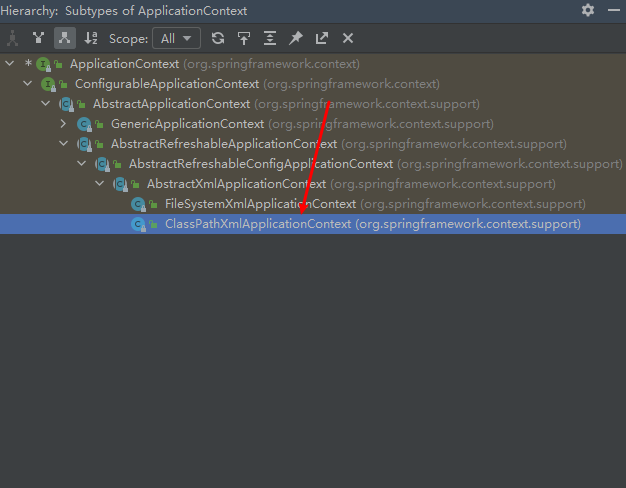 Hierarchy: Subtypes of ApplicationContext
Scope: All
* ApplicationContext (org.springframework.context)
ConfigurableApplicationContext (org.springframework.context)
AbstractApplicationContext (org.springframework.context.support)
GenericApplicationContext (org.springframework.context.support)
AbstractRefreshableApplicationContext (org.springframework.context.support)
AbstractRefreshableConfigApplicationContext (org.springframework.context.support)
AbstractXmlApplicationContext (org.springframework.context.support)
FileSystemXmlApplicationContext (org.springframework.context.support)
ClassPathXmlApplicationContext (org.springframework.context.support)